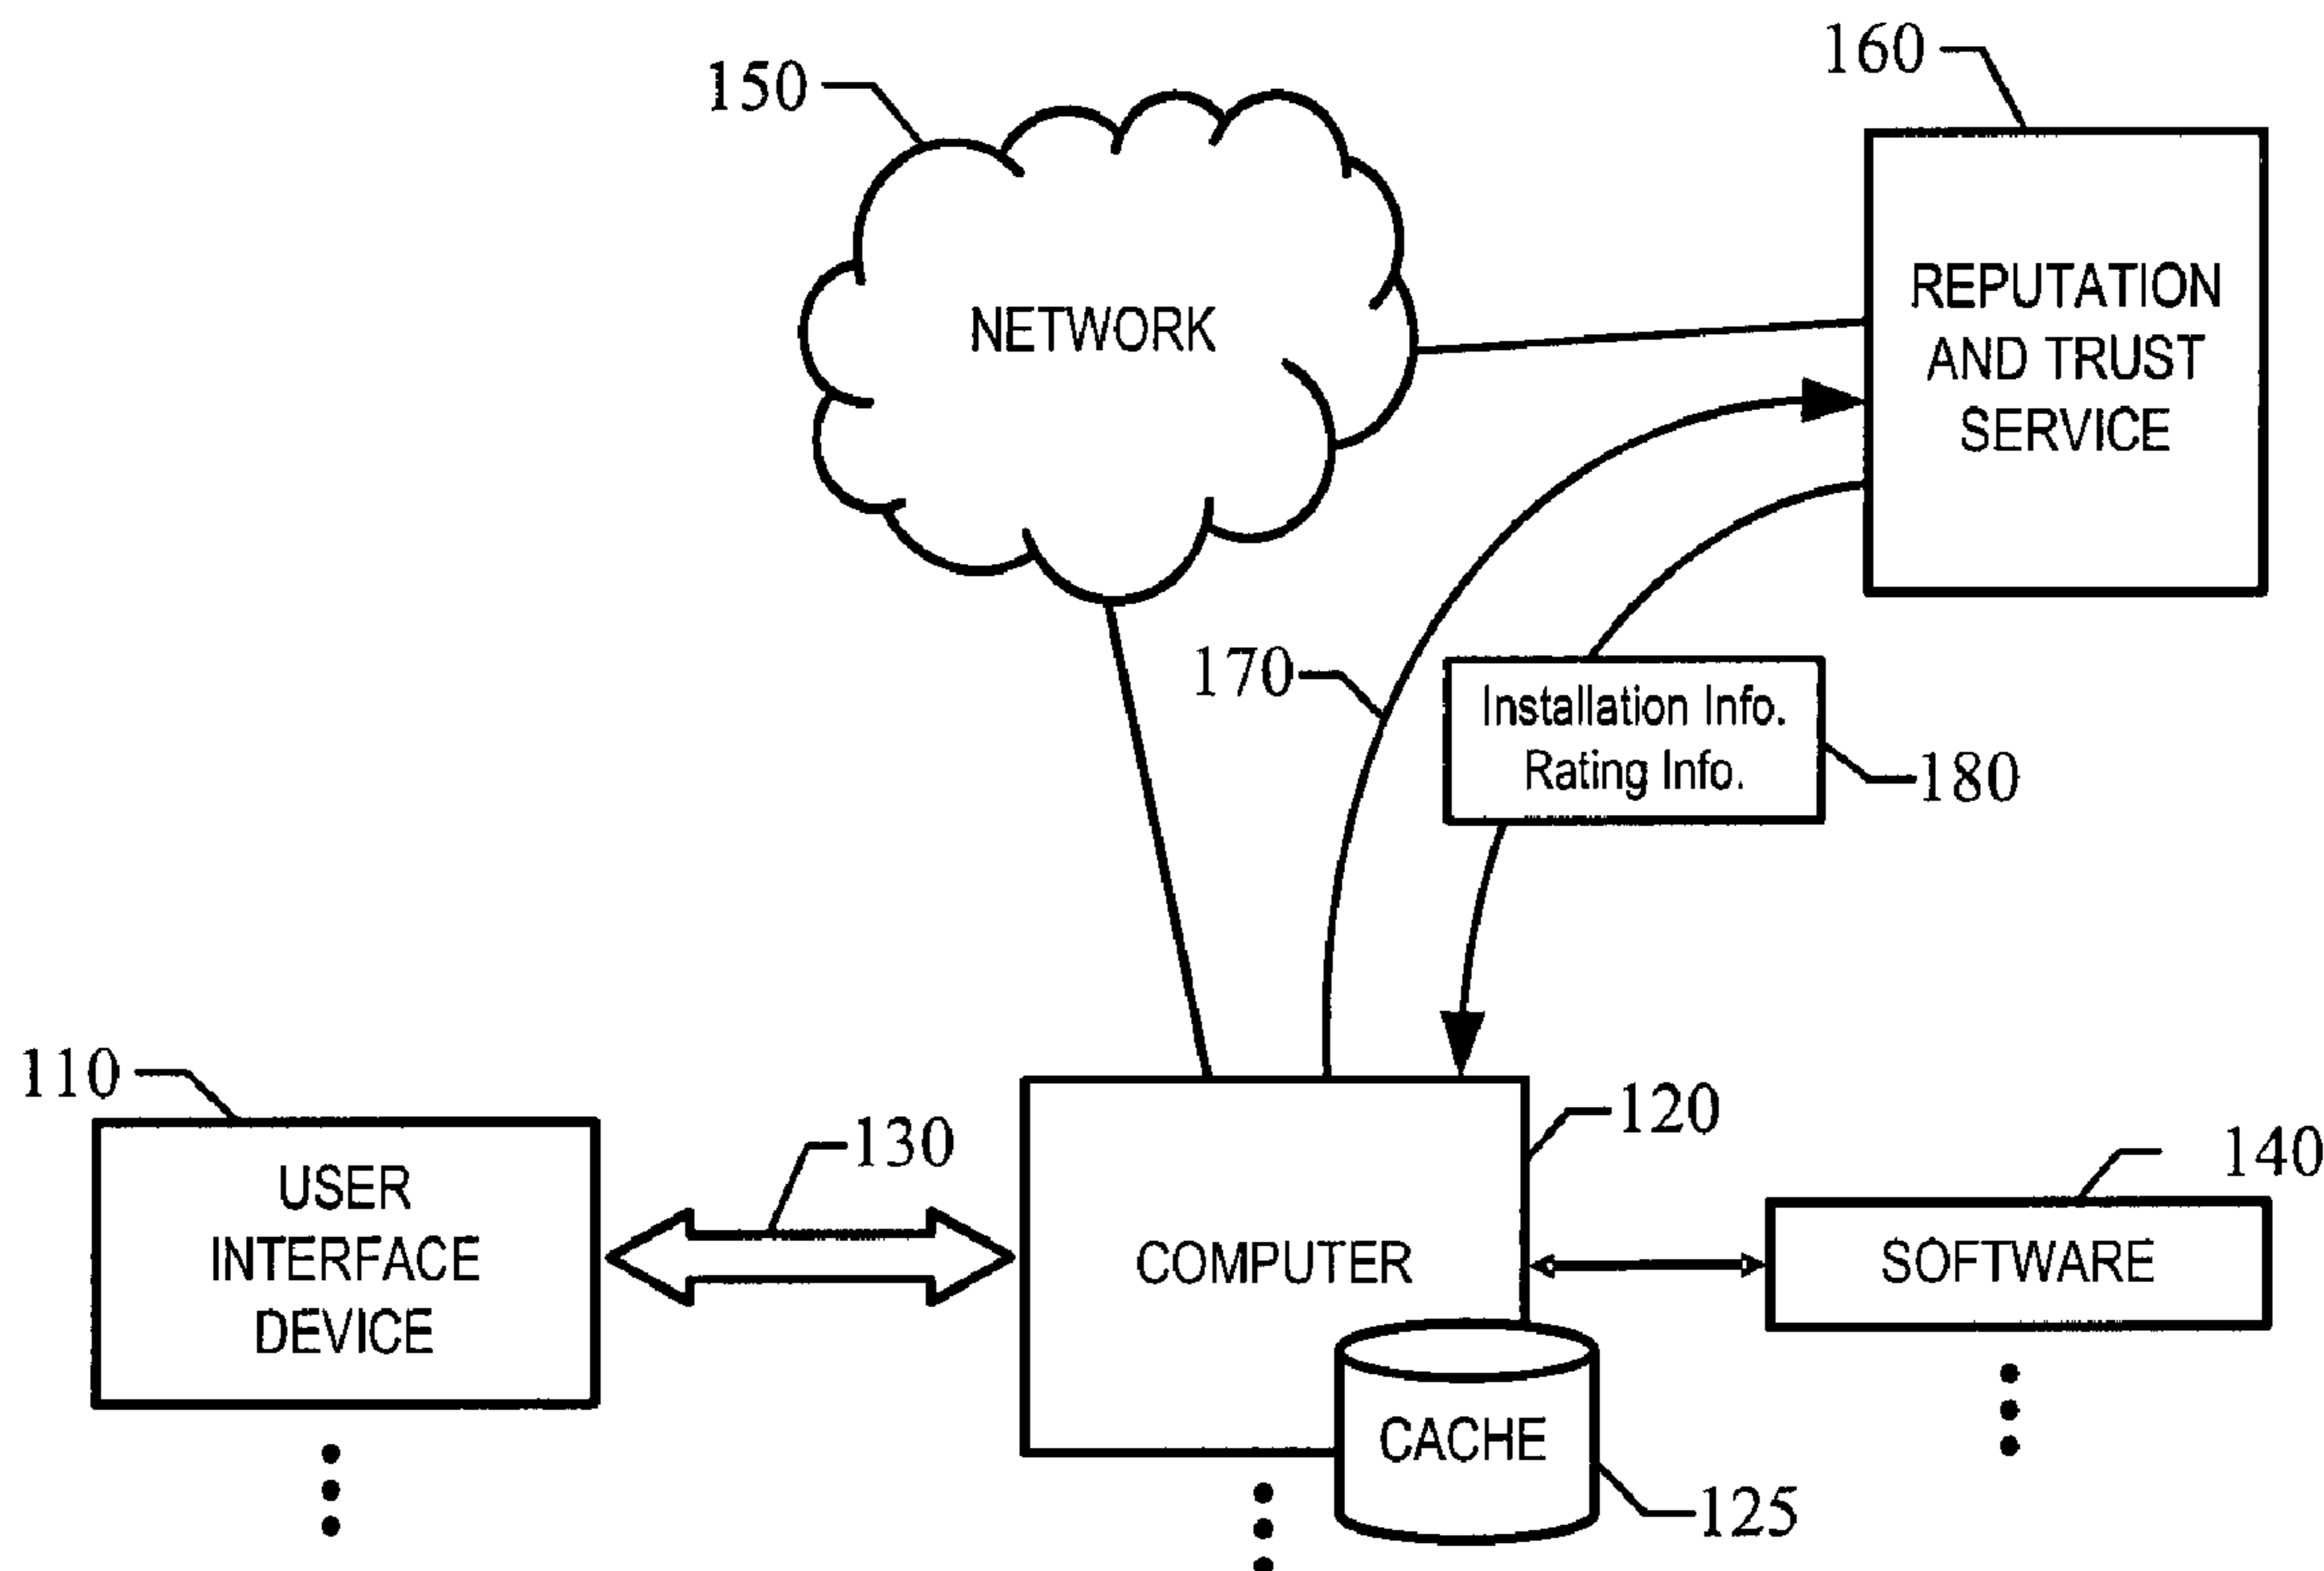 160
150
REPUTATION
AND TRUST
SERVICE
NETWORK
170
Installation Info.
Rating Info.
180
110
USER
INTERFACE
DEVICE
130
120
COMPUTER
140
SOFTWARE
CACHE
125